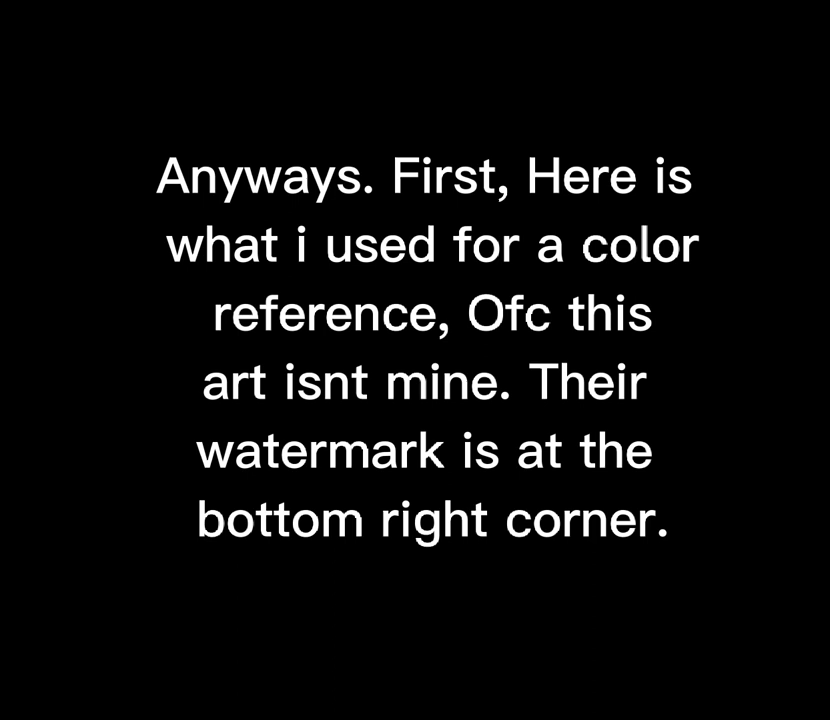 Anyways. First, Here is
what i used for a color
reference, Ofc this
art isnt mine. Their
watermark is at the
bottom right corner.